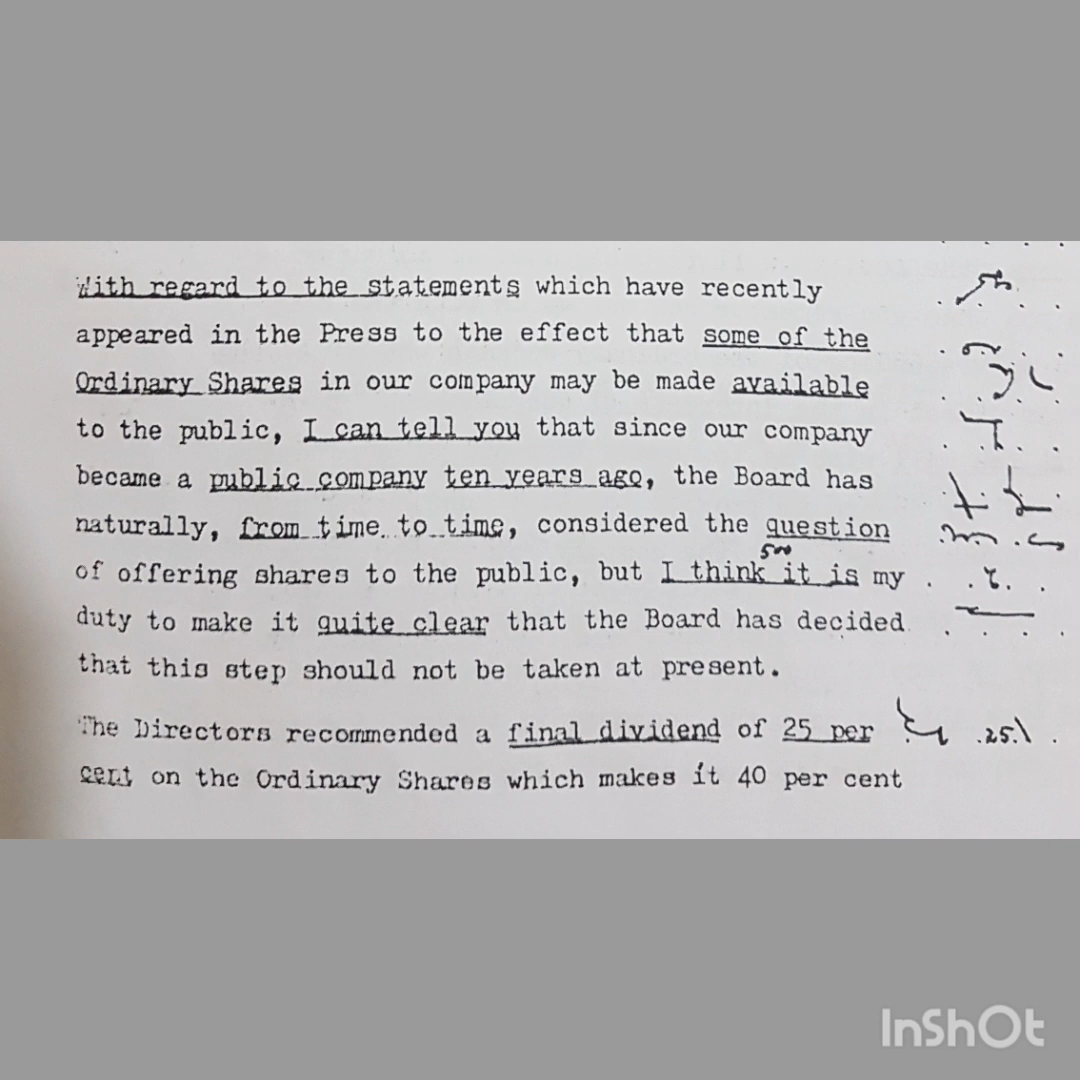 With regard to the statements which have recently
appeared in the Press to the effect that some of the
Ordinary Shares in our company may be made available
to the public, I can tell you that since our company
became a public company ten years ago, the Board has
naturally, from time to time, considered the question
500
of offering shares to the public, but I think it is my
duty to make it quite clear that the Board has decided
that this step should not be taken at present.
The Directors recommended a final dividend of 25 per
cent on the Ordinary Shares which makes it 40 per cent
25
InShOt